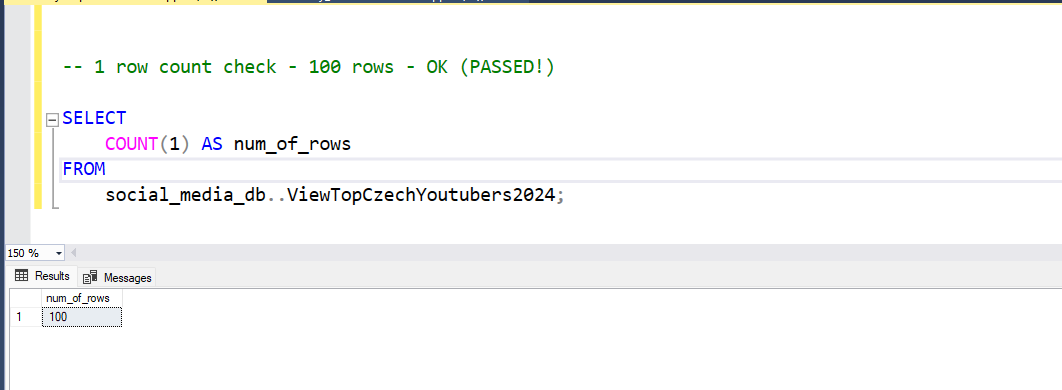 -- 1 row count check - 100 rows - OK (PASSED!)
SELECT
COUNT(1) AS num_of_rows
FROM
social_media_db..ViewTopCzechYoutubers2024;
150 %
Results Messages
num_of_rows
1 100